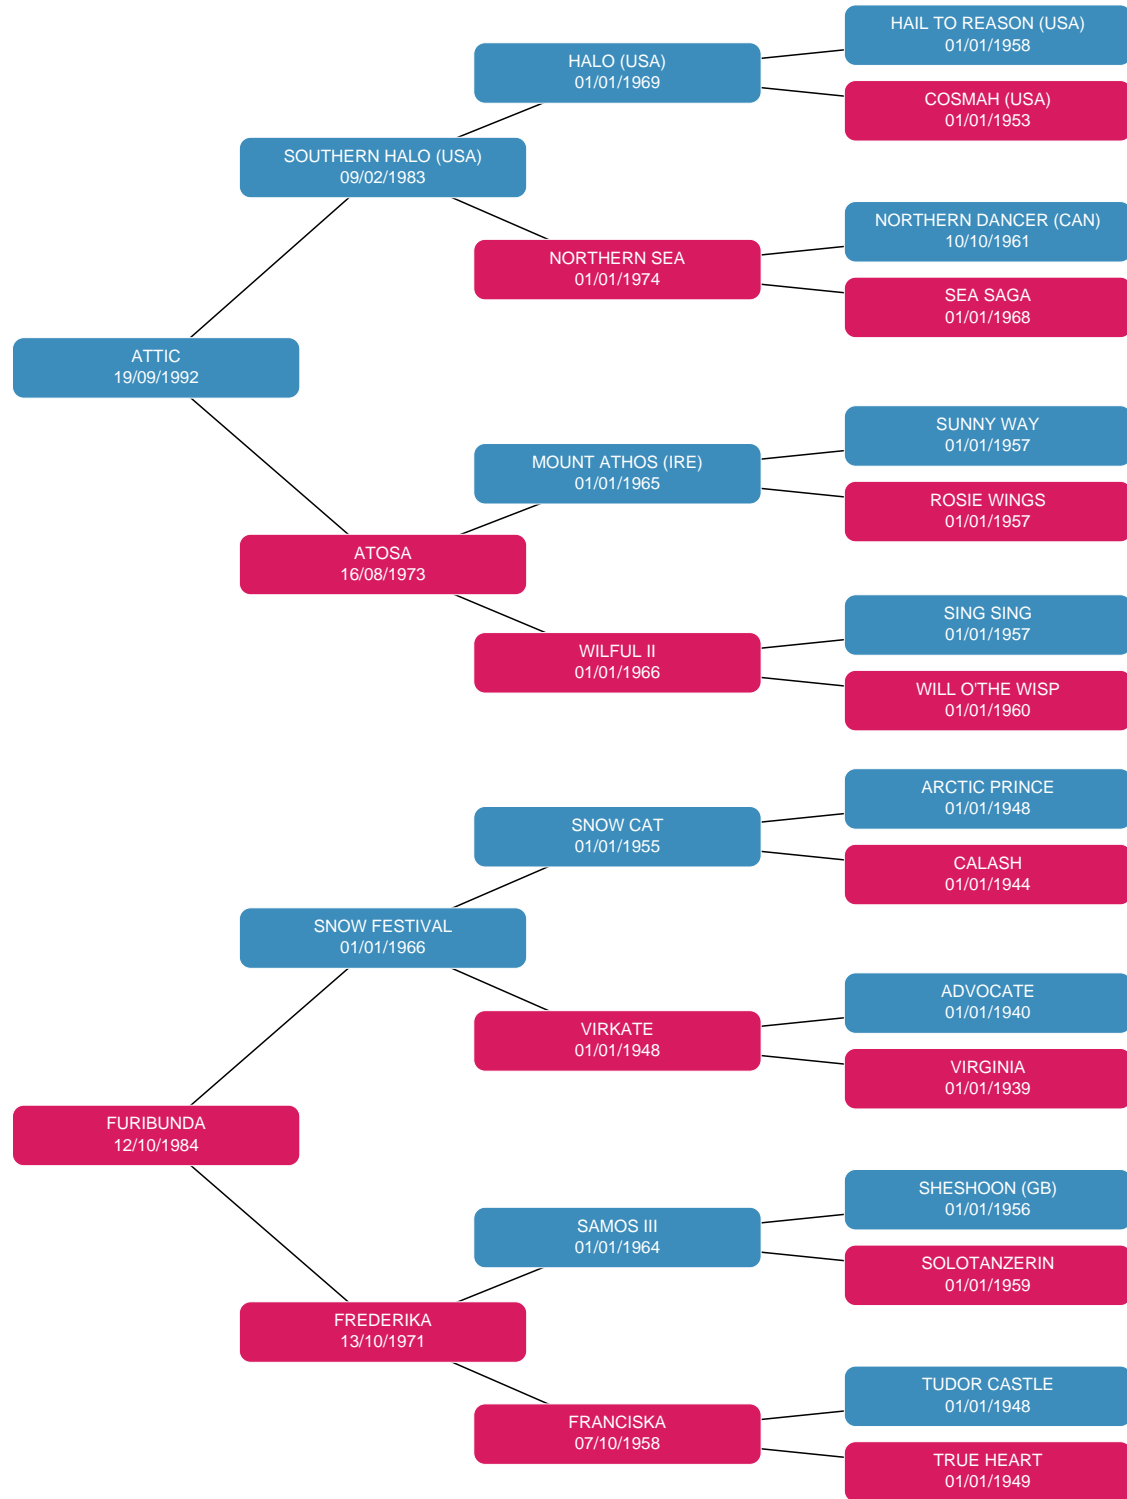 HAIL TO REASON (USA)
01/01/1958
HALO (USA)
01/01/1969
COSMAH (USA)
01/01/1953
SOUTHERN HALO (USA)
09/02/1983
NORTHERN DANCER (CAN)
10/10/1961
NORTHERN SEA
01/01/1974
SEA SAGA
01/01/1968
ATTIC
19/09/1992
SUNNY WAY
01/01/1957
MOUNT ATHOS (IRE)
01/01/1965
ROSIE WINGS
01/01/1957
ATOSA
16/08/1973
SING SING
01/01/1957
WILFUL II
01/01/1966
WILL O'THE WISP
01/01/1960
ARCTIC PRINCE
01/01/1948
SNOW CAT
01/01/1955
CALASH
01/01/1944
SNOW FESTIVAL
01/01/1966
ADVOCATE
01/01/1940
VIRKATE
01/01/1948
VIRGINIA
01/01/1939
FURIBUNDA
12/10/1984
SHESHOON (GB)
01/01/1956
SAMOS III
01/01/1964
SOLOTANZERIN
01/01/1959
FREDERIKA
13/10/1971
TUDOR CASTLE
01/01/1948
FRANCISKA
07/10/1958
TRUE HEART
01/01/1949